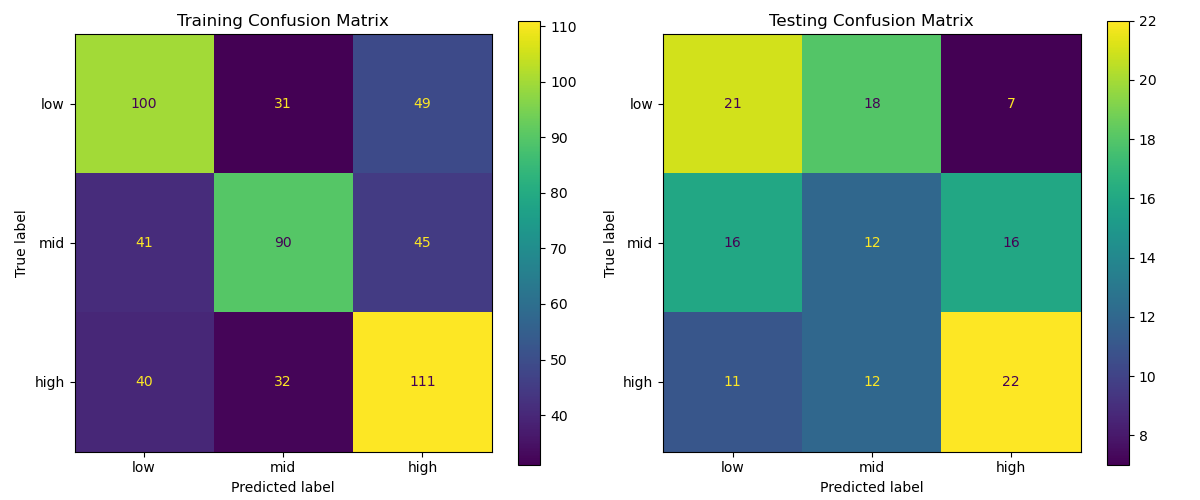 Training Confusion Matrix
low 100 31 49
mid 41 90 45
high 40 32 111
low mid high
Predicted label
True label
110
100
90
80
70
60
50
40
Testing Confusion Matrix
low 21 18 7
mid 16 12 16
high 11 12 22
low mid high
Predicted label
True label
22
20
18
16
14
12
10
8